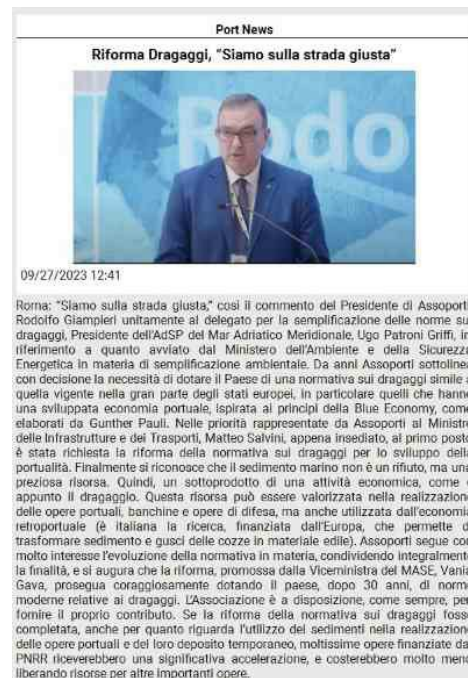 Port News
Riforma Dragaggi, “Siamo sulla strada giusta”
Rodo
09/27/2023 12:41
Roma: “Siamo sulla strada giusta,” così il commento del Presidente di Assoporti
Rodolfo Giampieri unitamente al delegato per la semplificazione delle norme sui
dragaggi, Presidente dell'AdSP del Mar Adriatico Meridionale, Ugo Patroni Griffi, in
riferimento a quanto avviato dal Ministero dell'Ambiente e della Sicurezza
Energetica in materia di semplificazione ambientale. Da anni Assoporti sottolinea
con decisione la necessità di dotare il Paese di una normativa sui dragaggi simile a
quella vigente nella gran parte degli stati europei, in particolare quelli che hanno
una sviluppata economia portuale, ispirata ai principi della Blue Economy, come
elaborati da Gunther Pauli. Nelle priorità rappresentate da Assoporti al Ministro
delle Infrastrutture e dei Trasporti, Matteo Salvini, appena insediato, al primo posto
è stata richiesta la riforma della normativa sui dragaggi per lo sviluppo della
portualità. Finalmente si riconosce che il sedimento marino non è un rifiuto, ma una
preziosa risorsa. Quindi, un sottoprodotto di una attività economica, come è
appunto il dragaggio. Questa risorsa può essere valorizzata nella realizzazione
delle opere portuali, banchine e opere di difesa, ma anche utilizzata dall'economia
retroportuale (è italiana la ricerca, finanziata dall'Europa, che permette di
trasformare sedimento e gusci delle cozze in materiale edile). Assoporti segue con
molto interesse l'evoluzione della normativa in materia, condividendo integralmente
la finalità, e si augura che la riforma, promossa dalla Viceministra del MASE, Vania
Gava, prosegua coraggiosamente dotando il paese, dopo 30 anni, di norme
moderne relative ai dragaggi. L'Associazione è a disposizione, come sempre, per
fornire il proprio contributo. Se la riforma della normativa sui dragaggi fosse
completata, anche per quanto riguarda l'utilizzo dei sedimenti nella realizzazione
delle opere portuali e del loro deposito temporaneo, moltissime opere finanziate dal
PNRR riceverebbero una significativa accelerazione, e costerebbero molto meno
liberando risorse per altre importanti opere.